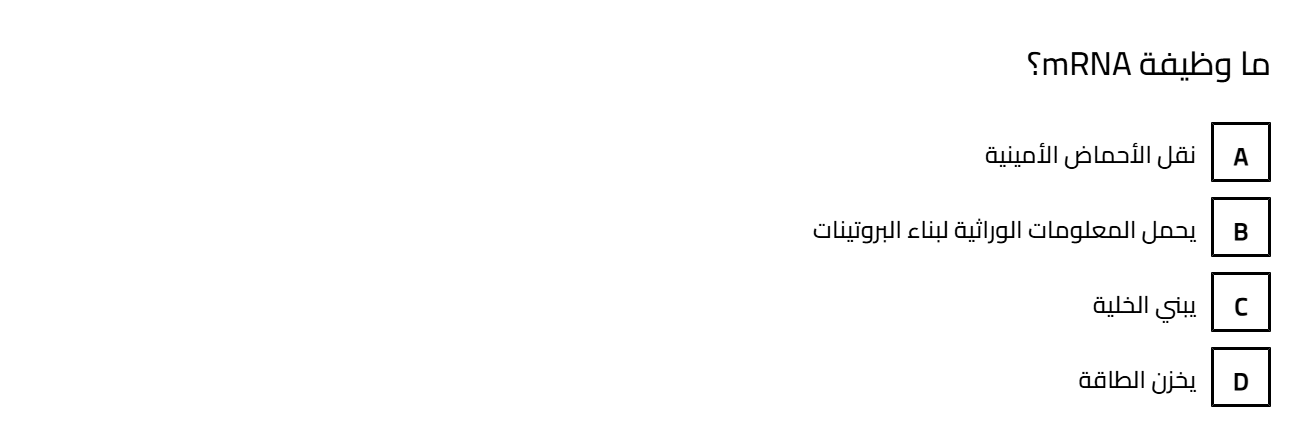 ما وظيفة mRNA؟
A نقل الأحماض الأمينية
B يحمل المعلومات الوراثية لبناء البروتينات
C يبني الخلية
D يخزن الطاقة